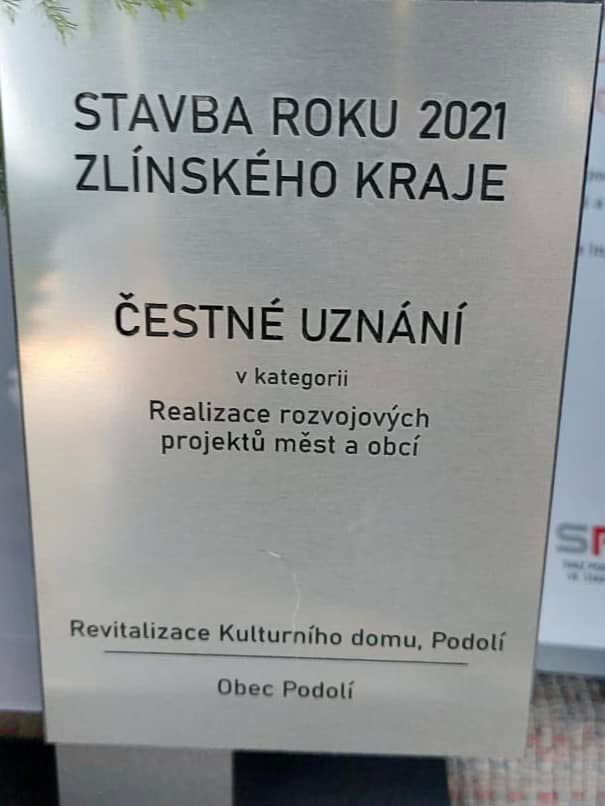 STAVBA ROKU 2021
ZLÍNSKÉHO KRAJE
ČESTNÉ UZNÁNÍ
v kategorii
Realizace rozvojových
projektů měst a obcí
Revitalizace Kulturního domu, Podolí
Obec Podolí